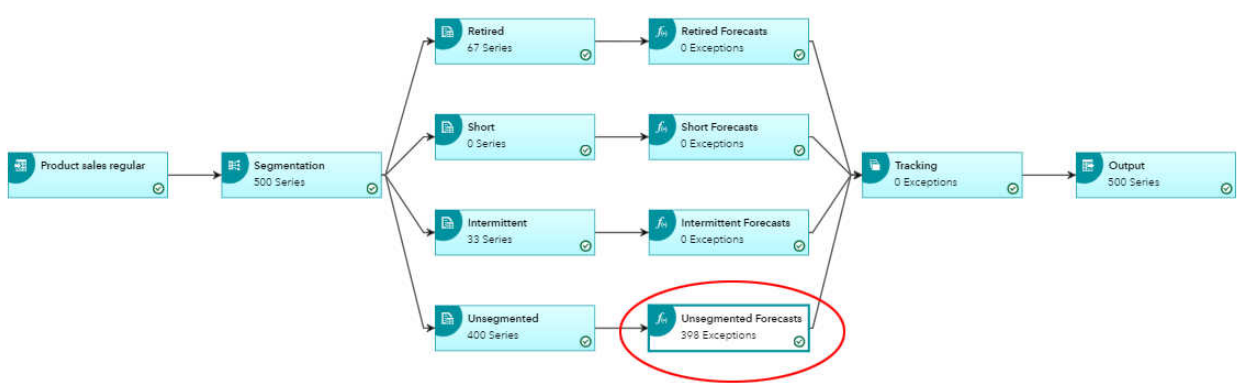 Product sales regular
Segmentation
500 Series
Retired
67 Series
Retired Forecasts
0 Exceptions
Short
0 Series
Short Forecasts
0 Exceptions
Intermittent
33 Series
Intermittent Forecasts
0 Exceptions
Unsegmented
400 Series
Unsegmented Forecasts
398 Exceptions
Tracking
0 Exceptions
Output
500 Series